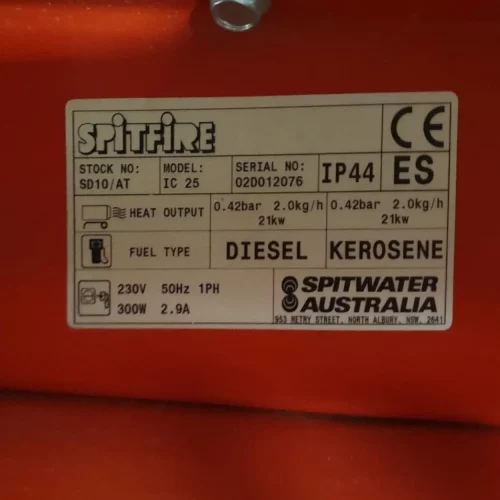 SPITFIRE
CE
STOCK NO: SD10/AT
MODEL: IC 25
SERIAL NO: 02D012076
IP44
ES
HEAT OUTPUT
0.42bar 2.0kg/h 21kw
0.42bar 2.0kg/h 21kw
FUEL TYPE
DIESEL
KEROSENE
230V 50Hz 1PH
300W 2.9A
SPITWATER
AUSTRALIA
953 METRY STREET, NORTH ALBURY, NSW, 2641